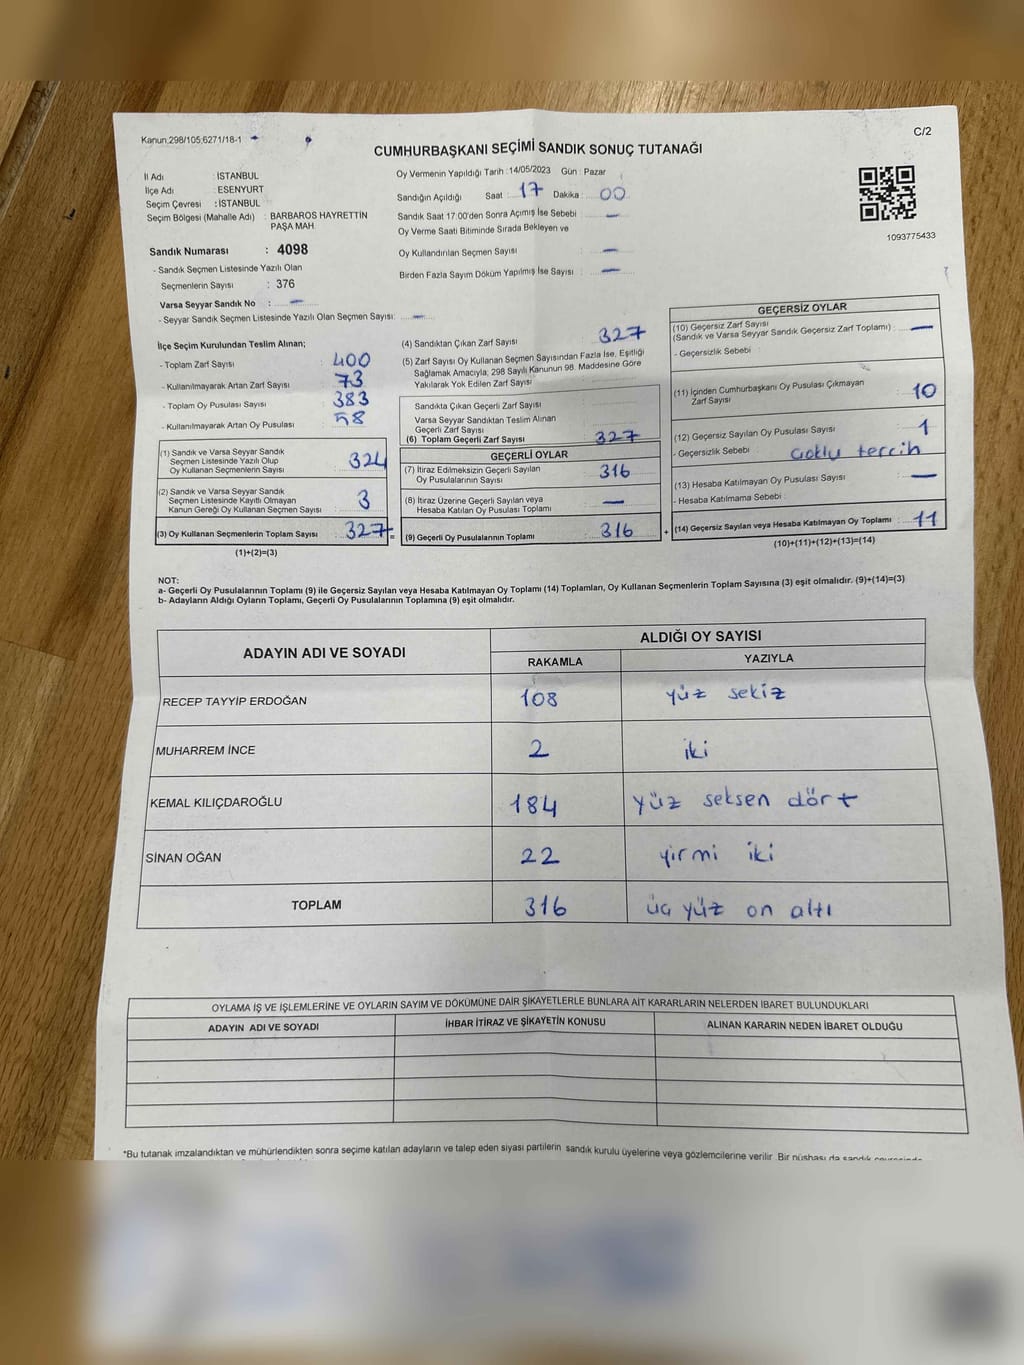 Kanun,298/105,6271/18-1
C/2
CUMHURBAŞKANI SEÇİMİ SANDIK SONUÇ TUTANAĞI
İl Adı : İSTANBUL
İlçe Adı : ESENYURT
Seçim Çevresi : İSTANBUL
Seçim Bölgesi (Mahalle Adı) : BARBAROS HAYRETTİN PAŞA MAH
Sandık Numarası : 4098
- Sandık Seçmen Listesinde Yazılı Olan
Seçmenlerin Sayısı : 376
Varsa Seyyar Sandık No : —
- Seyyar Sandık Seçmen Listesinde Yazılı Olan Seçmen Sayısı: —
Oy Vermenin Yapıldığı Tarih :14/05/2023 Gün : Pazar
Sandığın Açıldığı Saat : 17 Dakika : 00
Sandık Saat 17:00'den Sonra Açımış İse Sebebi : —
Oy Verme Saati Bitiminde Sırada Bekleyen ve
Oy Kullandırılan Seçmen Sayısı : —
Birden Fazla Sayım Döküm Yapılmış İse Sayısı : —
1093775433
İlçe Seçim Kurulundan Teslim Alınan;
- Toplam Zarf Sayısı : 400
- Kullanılmayarak Artan Zarf Sayısı : 73
- Toplam Oy Pusulası Sayısı : 383
- Kullanılmayarak Artan Oy Pusulası : 58
(1) Sandık ve Varsa Seyyar Sandık
Seçmen Listesinde Yazılı Olup
Oy Kullanan Seçmenlerin Sayısı : 324
(2) Sandık ve Varsa Seyyar Sandık
Seçmen Listesinde Kayıtlı Olmayan
Kanun Gereği Oy Kullanan Seçmen Sayısı : 3
(3) Oy Kullanan Seçmenlerin Toplam Sayısı : 327 =
(1)+(2)=(3)
(4) Sandıktan Çıkan Zarf Sayısı : 327
(5) Zarf Sayısı Oy Kullanan Seçmen Sayısından Fazla İse, Eşitliği
Sağlamak Amacıyla; 298 Sayılı Kanunun 98. Maddesine Göre
Yakılarak Yok Edilen Zarf Sayısı :
Sandıkta Çıkan Geçerli Zarf Sayısı :
Varsa Seyyar Sandıktan Teslim Alınan
Geçerli Zarf Sayısı :
(6) Toplam Geçerli Zarf Sayısı : 327
GEÇERLİ OYLAR
(7) İtiraz Edilmeksizin Geçerli Sayılan
Oy Pusulalarının Sayısı : 316
(8) İtiraz Üzerine Geçerli Sayılan veya
Hesaba Katılan Oy Pusulası Toplamı : —
(9) Geçerli Oy Pusulalarının Toplamı : 316 +
GEÇERSİZ OYLAR
(10) Geçersiz Zarf Sayısı
(Sandık ve Varsa Seyyar Sandık Geçersiz Zarf Toplamı) : —
- Geçersizlik Sebebi :
(11) İçinden Cumhurbaşkanı Oy Pusulası Çıkmayan
Zarf Sayısı : 10
(12) Geçersiz Sayılan Oy Pusulası Sayısı : 1
- Geçersizlik Sebebi : çoklu tercih
(13) Hesaba Katılmayan Oy Pusulası Sayısı : —
- Hesaba Katılmama Sebebi :
(14) Geçersiz Sayılan veya Hesaba Katılmayan Oy Toplamı : 11
(10)+(11)+(12)+(13)=(14)
NOT:
a- Geçerli Oy Pusulalarının Toplamı (9) ile Geçersiz Sayılan veya Hesaba Katılmayan Oy Toplamı (14) Toplamları, Oy Kullanan Seçmenlerin Toplam Sayısına (3) eşit olmalıdır. (9)+(14)=(3)
b- Adayların Aldığı Oyların Toplamı, Geçerli Oy Pusulalarının Toplamına (9) eşit olmalıdır.
ADAYIN ADI VE SOYADI
ALDIĞI OY SAYISI
RAKAMLA YAZIYLA
RECEP TAYYİP ERDOĞAN 108 yüz sekiz
MUHARREM İNCE 2 iki
KEMAL KILIÇDAROĞLU 184 yüz seksen dört
SİNAN OĞAN 22 yirmi iki
TOPLAM 316 üç yüz on altı
OYLAMA İŞ VE İŞLEMLERİNE VE OYLARIN SAYIM VE DÖKÜMÜNE DAİR ŞİKAYETLERLE BUNLARA AİT KARARLARIN NELERDEN İBARET BULUNDUKLARI
ADAYIN ADI VE SOYADI İHBAR İTİRAZ VE ŞİKAYETİN KONUSU ALINAN KARARIN NEDEN İBARET OLDUĞU
*Bu tutanak imzalandıktan ve mühürlendikten sonra seçime katılan adayların ve talep eden siyasi partilerin sandık kurulu üyelerine veya gözlemcilerine verilir. Bir nüshası da sandık